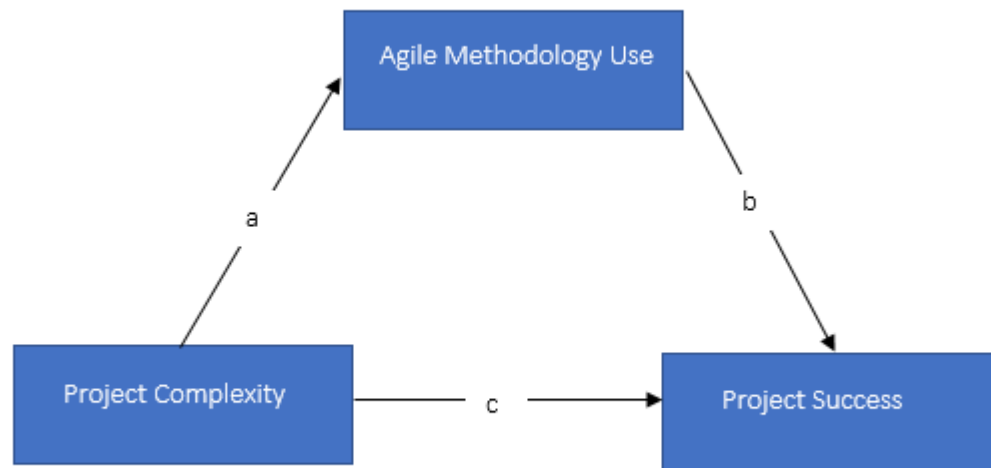 Agile Methodology Use
a
b
Project Complexity
c
Project Success